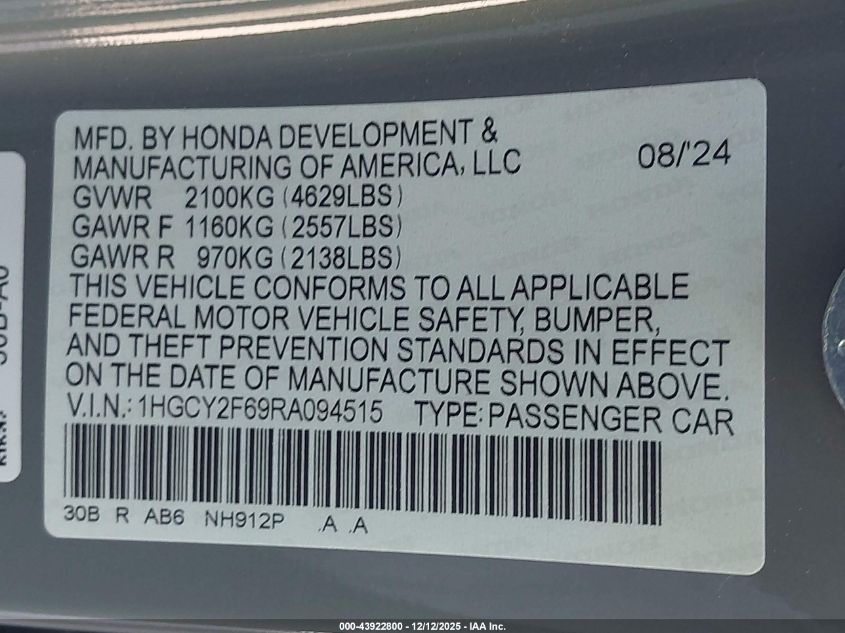 MFD. BY HONDA DEVELOPMENT &
MANUFACTURING OF AMERICA, LLC 08/'24
GVWR 2100KG (4629LBS)
GAWR F 1160KG (2557LBS)
GAWR R 970KG (2138LBS)
THIS VEHICLE CONFORMS TO ALL APPLICABLE
FEDERAL MOTOR VEHICLE SAFETY, BUMPER,
AND THEFT PREVENTION STANDARDS IN EFFECT
ON THE DATE OF MANUFACTURE SHOWN ABOVE.
V.I.N.: 1HGCY2F69RA094515 TYPE: PASSENGER CAR
30B R AB6 NH912P .A .A
000-43922800 - 12/12/2025 - IAA Inc.